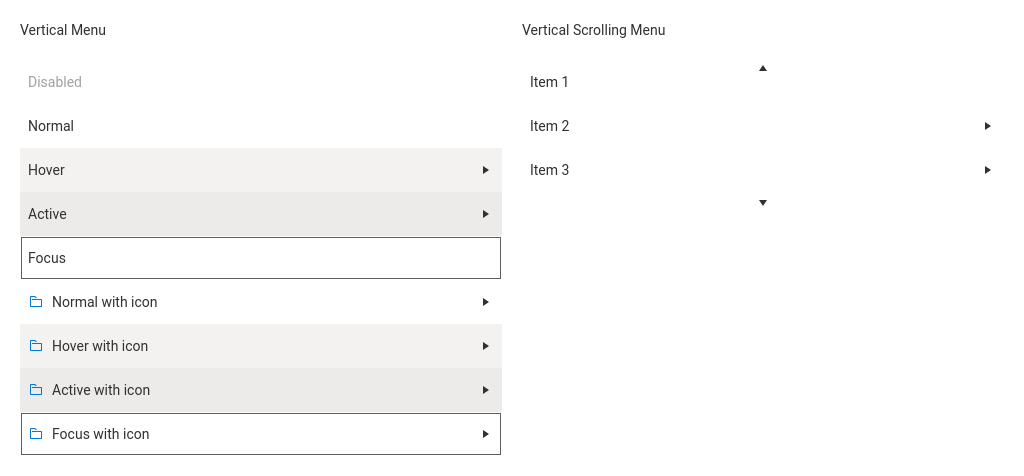 Vertical Menu
Disabled
Normal
Hover
Active
Focus
Normal with icon
Hover with icon
Active with icon
Focus with icon
Vertical Scrolling Menu
Item 1
Item 2
Item 3